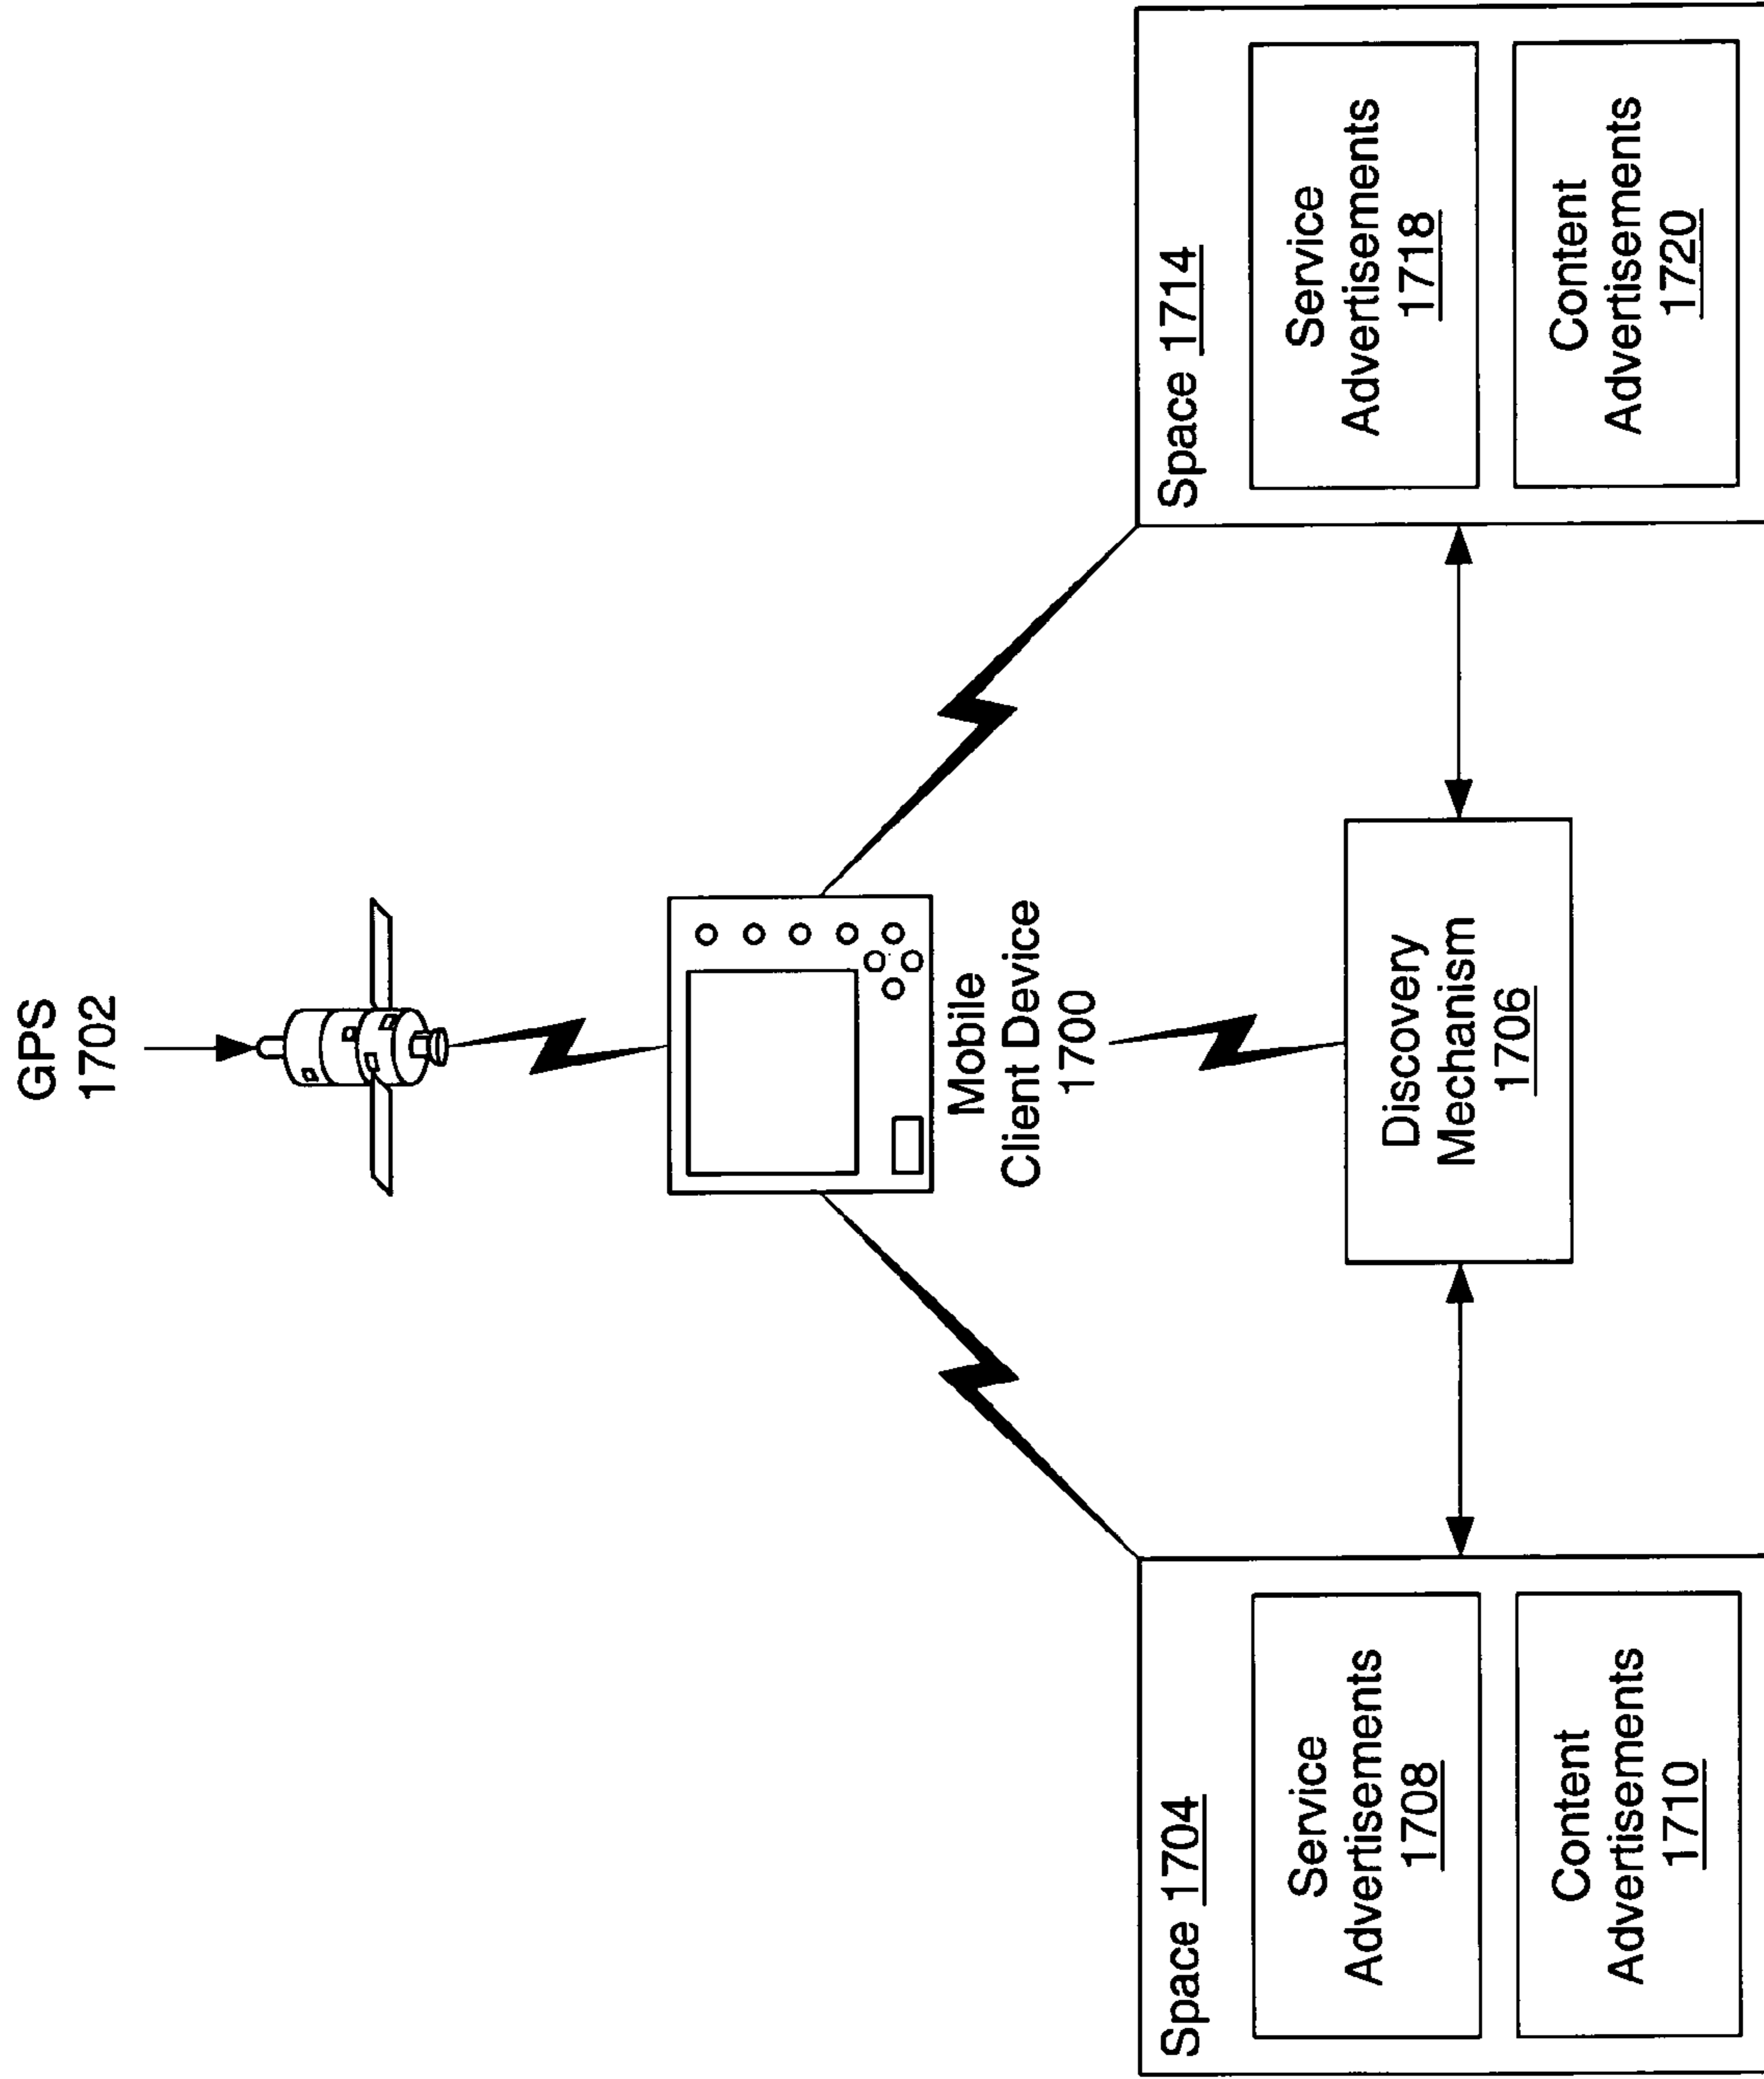 GPS
1702
Mobile
Client Device
1700
Space 1704
Service
Advertisements
1708
Content
Advertisements
1710
Discovery
Mechanism
1706
Space 1714
Service
Advertisements
1718
Content
Advertisements
1720